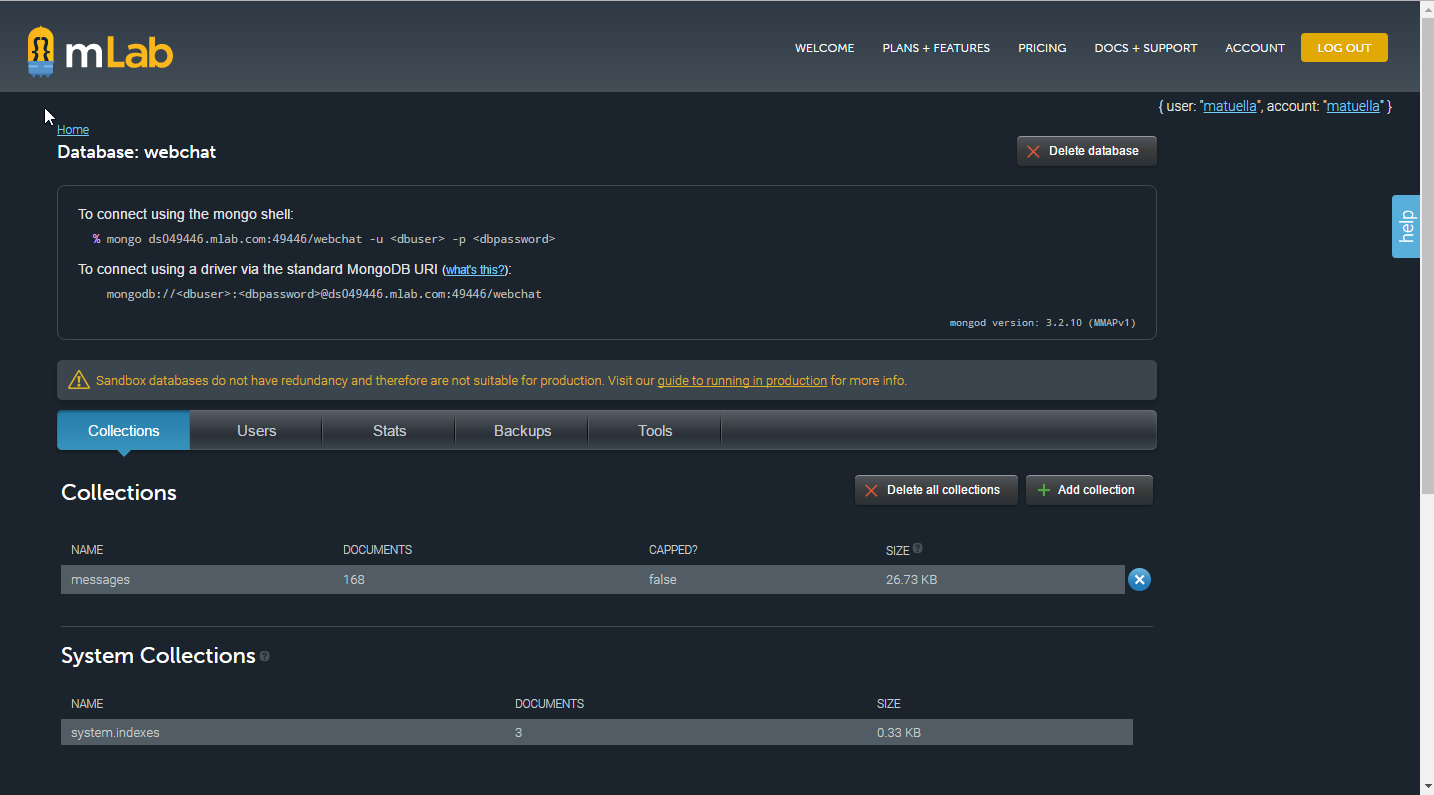 mLab
WELCOME PLANS + FEATURES PRICING DOCS + SUPPORT ACCOUNT LOG OUT
{ user: "matuella", account: "matuella" }
Home
Database: webchat
Delete database
help
To connect using the mongo shell:
% mongo ds049446.mlab.com:49446/webchat -u <dbuser> -p <dbpassword>
To connect using a driver via the standard MongoDB URI (what's this?):
mongodb://<dbuser>:<dbpassword>@ds049446.mlab.com:49446/webchat
mongod version: 3.2.10 (MMAPv1)
Sandbox databases do not have redundancy and therefore are not suitable for production. Visit our guide to running in production for more info.
Collections Users Stats Backups Tools
Collections
Delete all collections Add collection
NAME DOCUMENTS CAPPED? SIZE ?
messages 168 false 26.73 KB
System Collections ?
NAME DOCUMENTS SIZE
system.indexes 3 0.33 KB